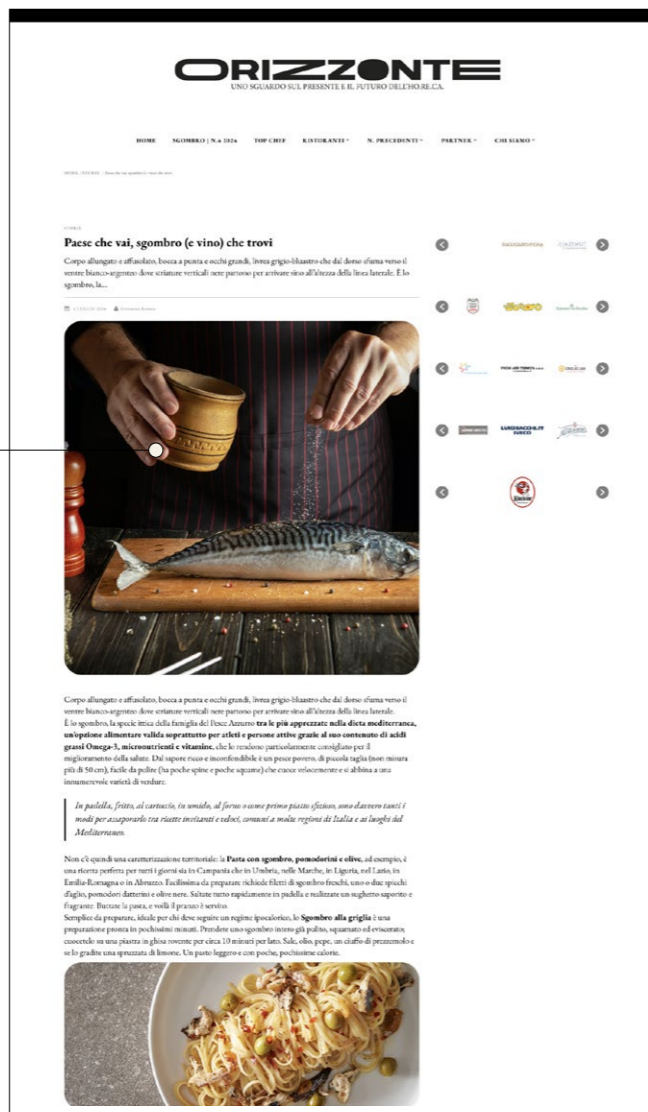 ORIZZONTE
UNO SGUARDO SUL PRESENTE E IL FUTURO DELL'HO.RE.CA.
HOME SGOMBRO | N.6 2024 TOP CHEF RISTORANTI N. PRECEDENTI PARTNER CHI SIAMO
Paese che vai, sgombro (e vino) che trovi
Corpo allungato e affusolato, bocca a punta e occhi grandi, livrea grigio-bluastro che dal dorso sfuma verso il
ventre bianco-argenteo dove striature verticali nere partono per arrivare sino all'altezza della linea laterale. È lo
sgombro, la...
Corpo allungato e affusolato, bocca a punta e occhi grandi, livrea grigio-bluastro che dal dorso sfuma verso il
ventre bianco-argenteo dove striature verticali nere partono per arrivare sino all'altezza della linea laterale.
È lo sgombro, la specie ittica della famiglia del Pesce Azzurro tra le più apprezzate nella dieta mediterranea,
un'opzione alimentare valida soprattutto per atleti e persone attive grazie al suo contenuto di acidi
grassi Omega-3, micronutrienti e vitamine, che lo rendono particolarmente consigliato per il
miglioramento della salute. Dal sapore ricco e inconfondibile è un pesce povero, di piccola taglia (non misura
più di 50 cm), facile da pulire (ha poche spine e poche squame) che cuoce velocemente e si abbina a una
innumerevole varietà di verdure.
In padella, fritto, al cartoccio, in umido, al forno o come primo piatto sfizioso, sono davvero tanti i
modi per assaporarlo tra ricette invitanti e veloci, comuni a molte regioni di Italia e ai luoghi del
Mediterraneo.
Non c'è quindi una caratterizzazione territoriale: la Pasta con sgombro, pomodorini e olive, ad esempio, è
una ricetta perfetta per tutti i giorni sia in Campania che in Umbria, nelle Marche, in Liguria, nel Lazio, in
Emilia-Romagna o in Abruzzo. Facilissima da preparare richiede filetti di sgombro freschi, uno o due spicchi
d'aglio, pomodori datterini e olive nere. Saltate tutto rapidamente in padella e realizzate un sughetto saporito e
fragrante. Buttate la pasta, e voilà il pranzo è servito.
Semplice da preparare, ideale per chi deve seguire un regime ipocalorico, lo Sgombro alla griglia è una
preparazione pronta in pochissimi minuti. Prendete uno sgombro intero già pulito, squamato ed eviscerato;
cuocetelo su una piastra in ghisa rovente per circa 10 minuti per lato. Sale, olio, pepe, un ciuffo di prezzemolo e
se lo gradite una spruzzata di limone. Un pasto leggero e con poche, pochissime calorie.